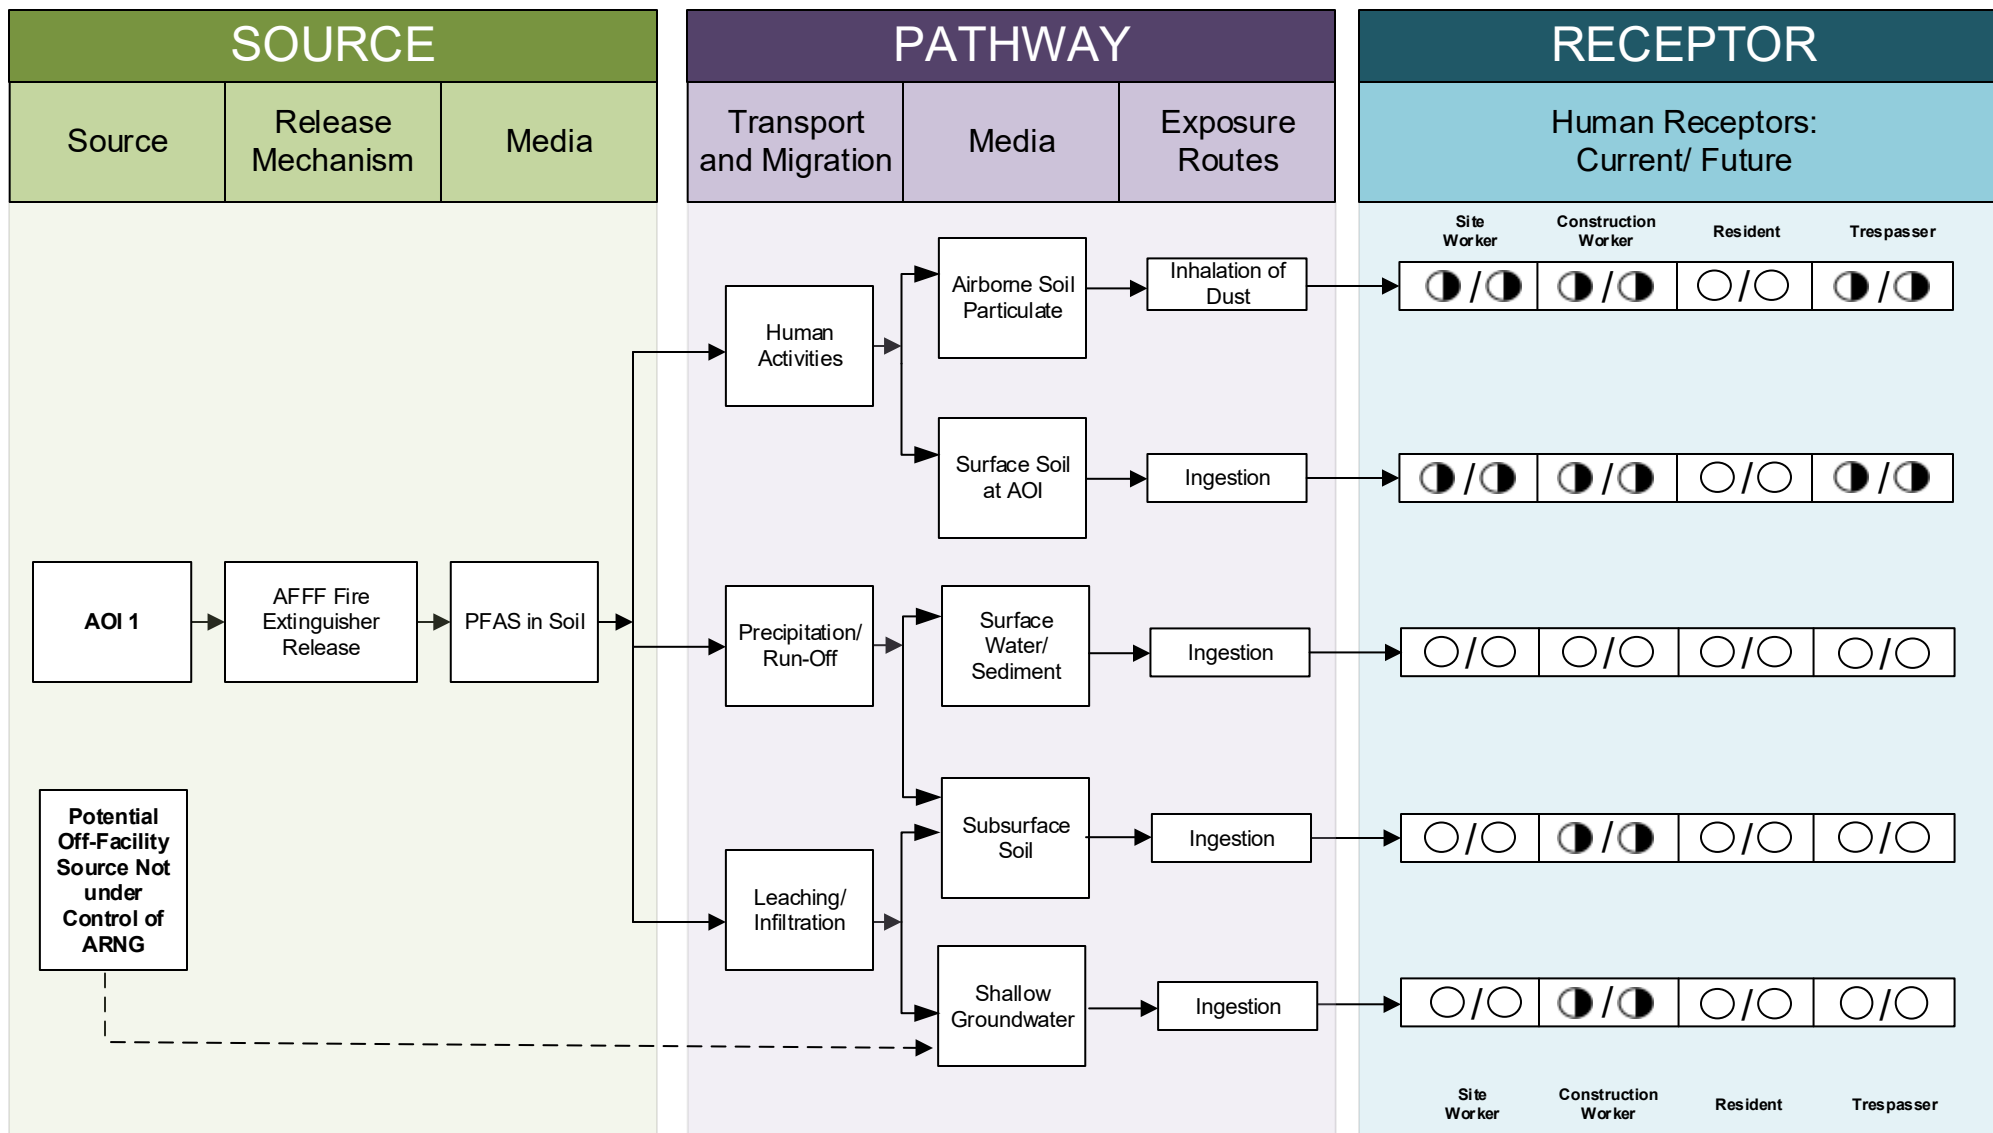 SOURCE
PATHWAY
RECEPTOR
Source
Release
Mechanism
Media
Transport
and Migration
Media
Exposure
Routes
Human Receptors:
Current/ Future
Site
Worker
Construction
Worker
Resident
Trespasser
Human
Activities
Airborne Soil
Particulate
Inhalation of
Dust
/
/
/
/
Surface Soil
at AOI
Ingestion
/
/
/
/
AOI 1
AFFF Fire
Extinguisher
Release
PFAS in Soil
Precipitation/
Run-Off
Surface
Water/
Sediment
Ingestion
/
/
/
/
Potential
Off-Facility
Source Not
under
Control of
ARNG
Leaching/
Infiltration
Subsurface
Soil
Ingestion
/
/
/
/
Shallow
Groundwater
Ingestion
/
/
/
/
Site
Worker
Construction
Worker
Resident
Trespasser